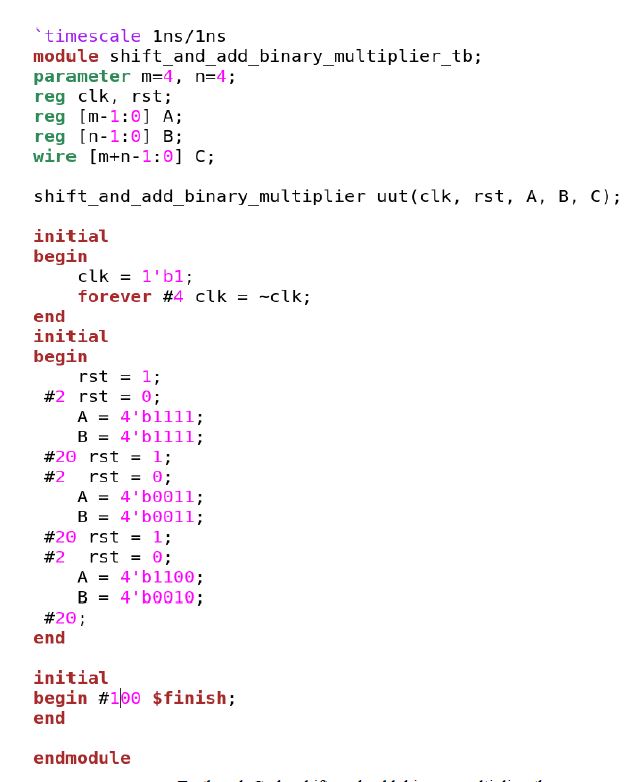 `timescale 1ns/1ns
module shift_and_add_binary_multiplier_tb;
parameter m=4, n=4;
reg clk, rst;
reg [m-1:0] A;
reg [n-1:0] B;
wire [m+n-1:0] C;

shift_and_add_binary_multiplier uut(clk, rst, A, B, C);

initial
begin
    clk = 1'b1;
    forever #4 clk = ~clk;
end
initial
begin
    rst = 1;
 #2 rst = 0;
    A = 4'b1111;
    B = 4'b1111;
 #20 rst = 1;
 #2  rst = 0;
    A = 4'b0011;
    B = 4'b0011;
 #20 rst = 1;
 #2  rst = 0;
    A = 4'b1100;
    B = 4'b0010;
 #20;
end

initial
begin #100 $finish;
end

endmodule